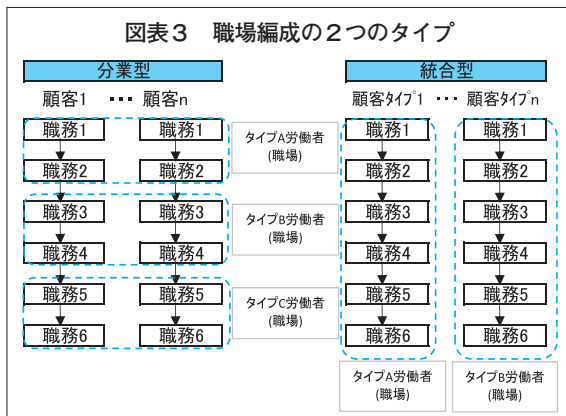 図表3　職場編成の2つのタイプ
分業型
顧客1 ･･･ 顧客n
職務1 職務1
職務2 職務2
職務3 職務3
職務4 職務4
職務5 職務5
職務6 職務6
タイプA労働者
(職場)
タイプB労働者
(職場)
タイプC労働者
(職場)
統合型
顧客タイプ1 ･･･ 顧客タイプn
職務1 職務1
職務2 職務2
職務3 職務3
職務4 職務4
職務5 職務5
職務6 職務6
タイプA労働者
(職場)
タイプB労働者
(職場)